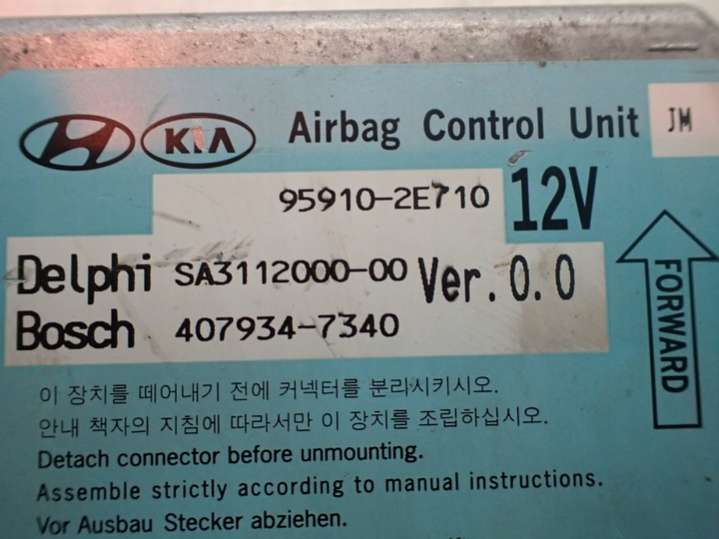 KIA Airbag Control Unit JM
95910-2E710 12V
Delphi SA3112000-00 Ver.0.0
Bosch 407934-7340
FORWARD
이 장치를 떼어내기 전에 커넥터를 분리시키시오.
안내 책자의 지침에 따라서만 이 장치를 조립하십시오.
Detach connector before unmounting.
Assemble strictly according to manual instructions.
Vor Ausbau Stecker abziehen.